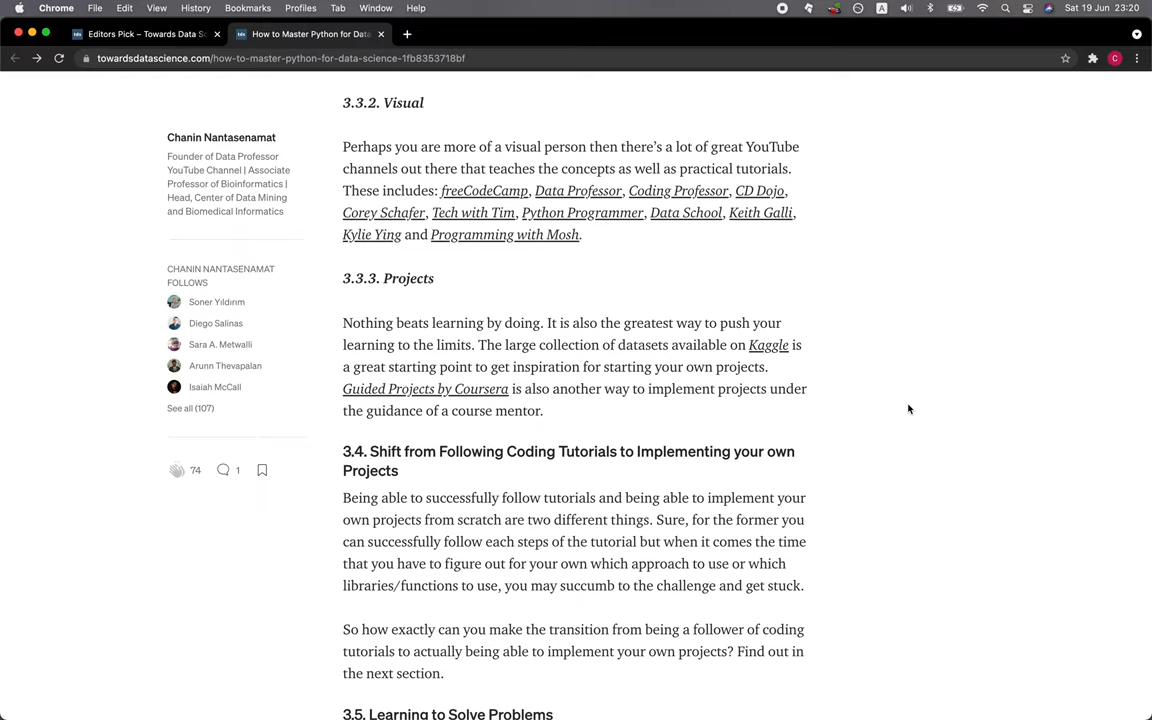 Chrome File Edit View History Bookmarks Profiles Tab Window Help A Sat 19 Jun 23:20
Editors Pick – Towards Data Sc × How to Master Python for Data × +
towardsdatascience.com/how-to-master-python-for-data-science-1fb8353718bf C
3.3.2. Visual
Chanin Nantasenamat
Founder of Data Professor
YouTube Channel | Associate
Professor of Bioinformatics |
Head, Center of Data Mining
and Biomedical Informatics
CHANIN NANTASENAMAT
FOLLOWS
Soner Yıldırım
Diego Salinas
Sara A. Metwalli
Arunn Thevapalan
Isaiah McCall
See all (107)
74 1
Perhaps you are more of a visual person then there's a lot of great YouTube
channels out there that teaches the concepts as well as practical tutorials.
These includes: freeCodeCamp, Data Professor, Coding Professor, CD Dojo,
Corey Schafer, Tech with Tim, Python Programmer, Data School, Keith Galli,
Kylie Ying and Programming with Mosh.
3.3.3. Projects
Nothing beats learning by doing. It is also the greatest way to push your
learning to the limits. The large collection of datasets available on Kaggle is
a great starting point to get inspiration for starting your own projects.
Guided Projects by Coursera is also another way to implement projects under
the guidance of a course mentor.
3.4. Shift from Following Coding Tutorials to Implementing your own
Projects
Being able to successfully follow tutorials and being able to implement your
own projects from scratch are two different things. Sure, for the former you
can successfully follow each steps of the tutorial but when it comes the time
that you have to figure out for your own which approach to use or which
libraries/functions to use, you may succumb to the challenge and get stuck.
So how exactly can you make the transition from being a follower of coding
tutorials to actually being able to implement your own projects? Find out in
the next section.
3.5. Learning to Solve Problems